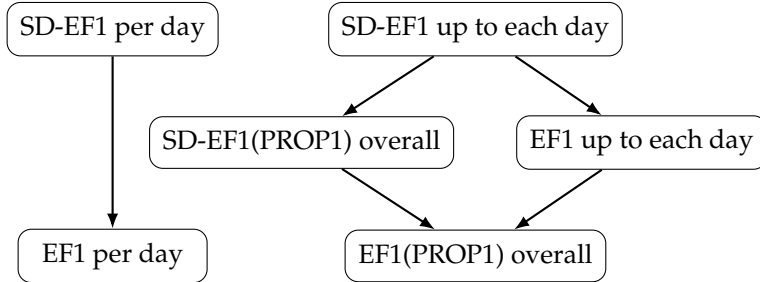 SD-EF1 per day
SD-EF1 up to each day
SD-EF1(PROP1) overall
EF1 up to each day
EF1 per day
EF1(PROP1) overall